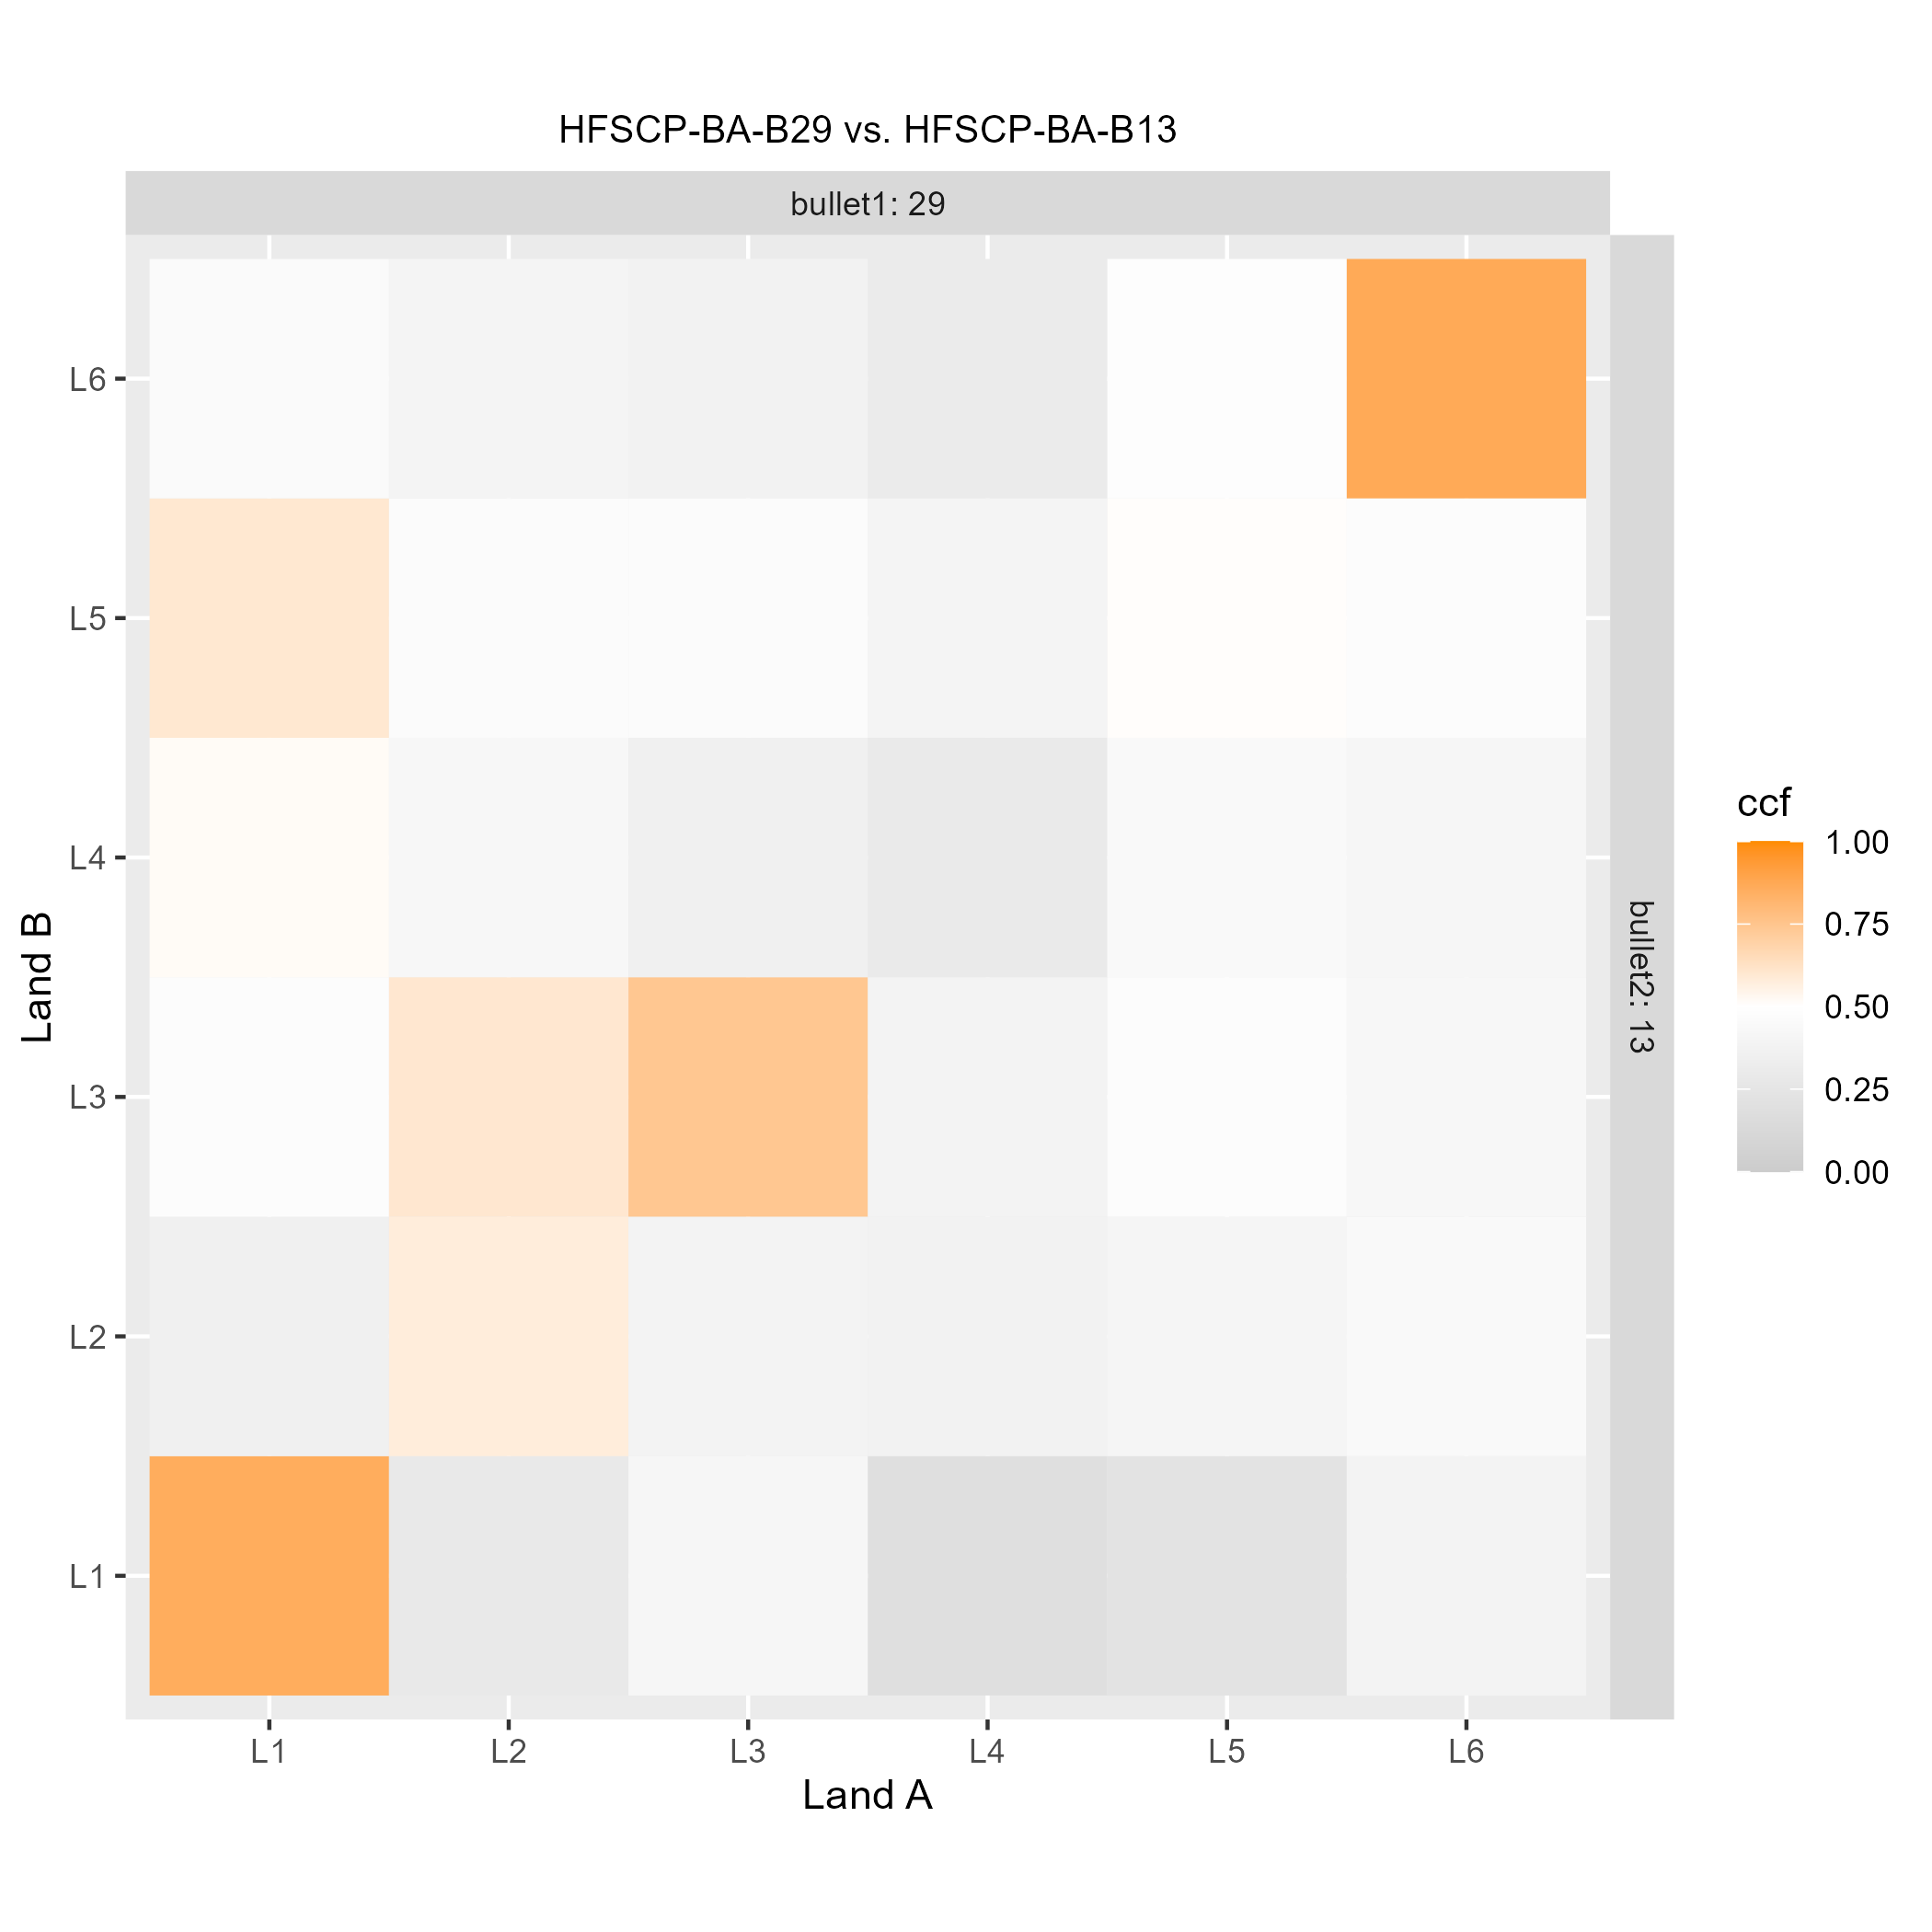 HFSCP-BA-B29 vs. HFSCP-BA-B13
bullet1: 29
L6
L5
L4
L3
L2
L1
Land B
bullet2: 13
L1 L2 L3 L4 L5 L6
Land A
ccf
1.00
0.75
0.50
0.25
0.00